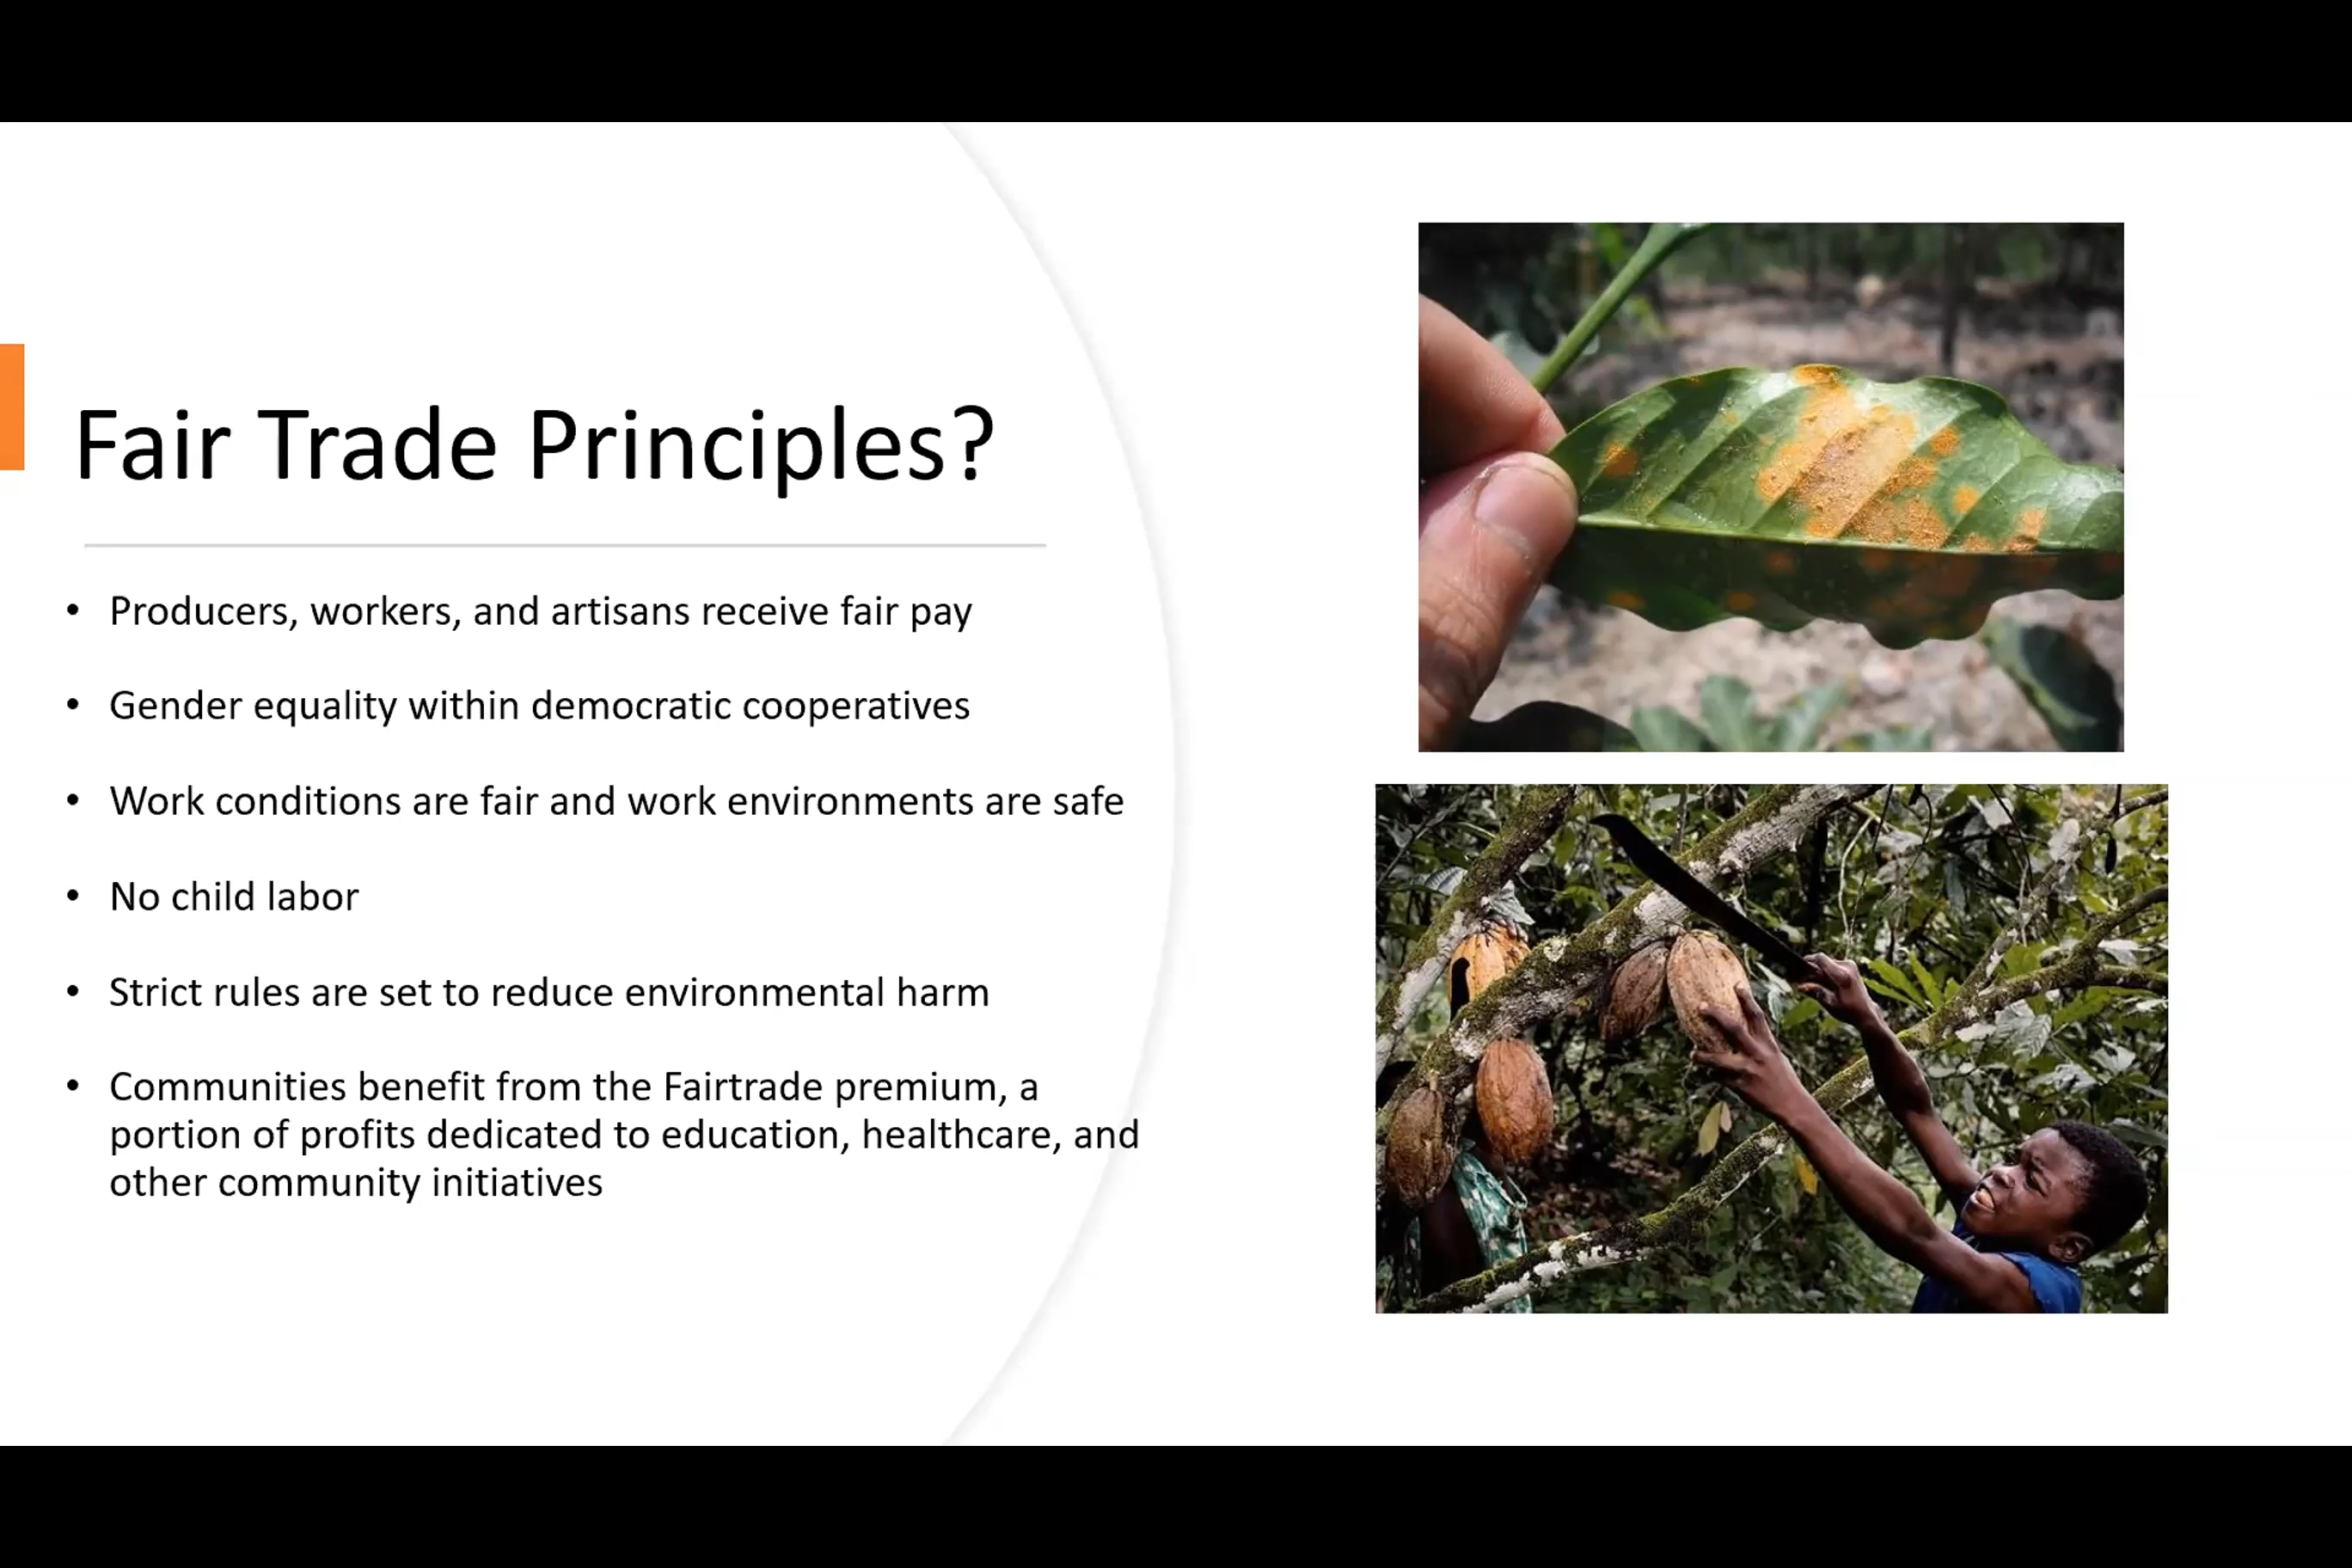 Fair Trade Principles?
• Producers, workers, and artisans receive fair pay
• Gender equality within democratic cooperatives
• Work conditions are fair and work environments are safe
• No child labor
• Strict rules are set to reduce environmental harm
• Communities benefit from the Fairtrade premium, a
portion of profits dedicated to education, healthcare, and
other community initiatives